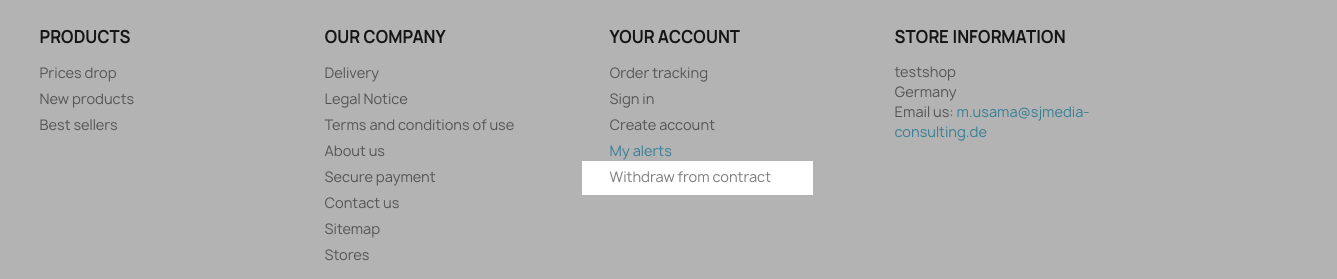 PRODUCTS
Prices drop
New products
Best sellers
OUR COMPANY
Delivery
Legal Notice
Terms and conditions of use
About us
Secure payment
Contact us
Sitemap
Stores
YOUR ACCOUNT
Order tracking
Sign in
Create account
My alerts
Withdraw from contract
STORE INFORMATION
testshop
Germany
Email us: m.usama@sjmedia-
consulting.de